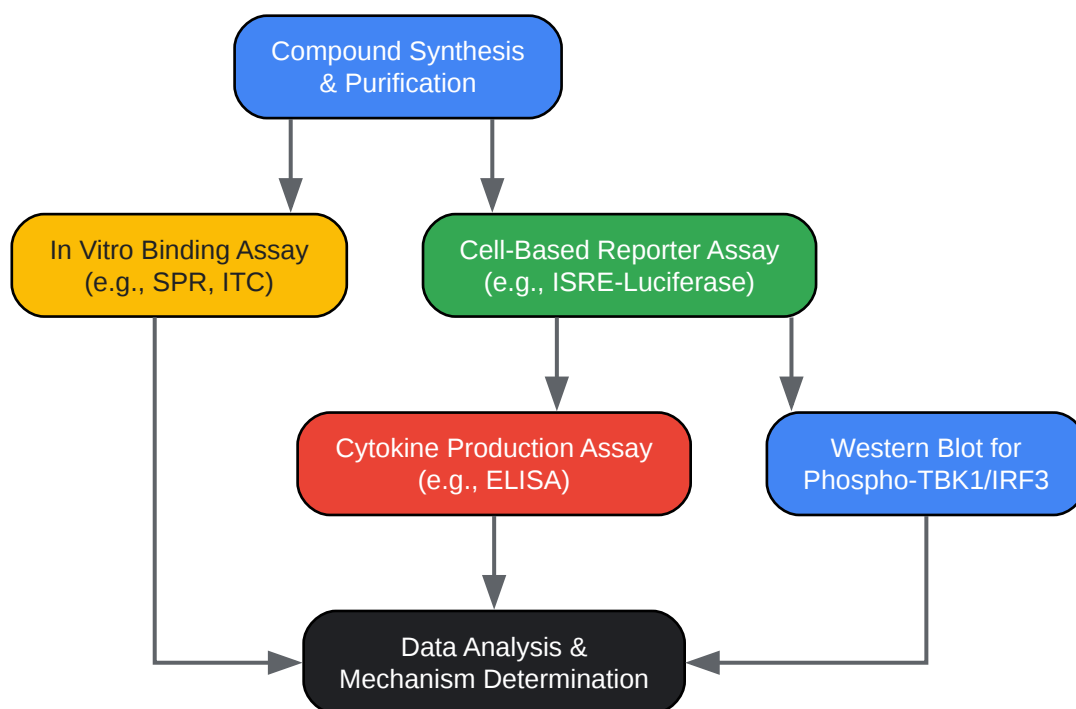 Compound Synthesis
& Purification
In Vitro Binding Assay
(e.g., SPR, ITC)
Cell-Based Reporter Assay
(e.g., ISRE-Luciferase)
Cytokine Production Assay
(e.g., ELISA)
Western Blot for
Phospho-TBK1/IRF3
Data Analysis &
Mechanism Determination